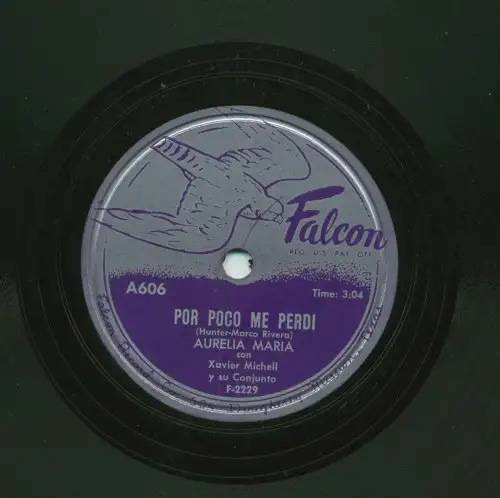 Falcon
REG. U.S. PAT. OFF.
A606
Time: 3:04
POR POCO ME PERDI
(Hunter-Marco Rivera)
AURELIA MARIA
con
Xavier Michell
y su Conjunto
F-2229